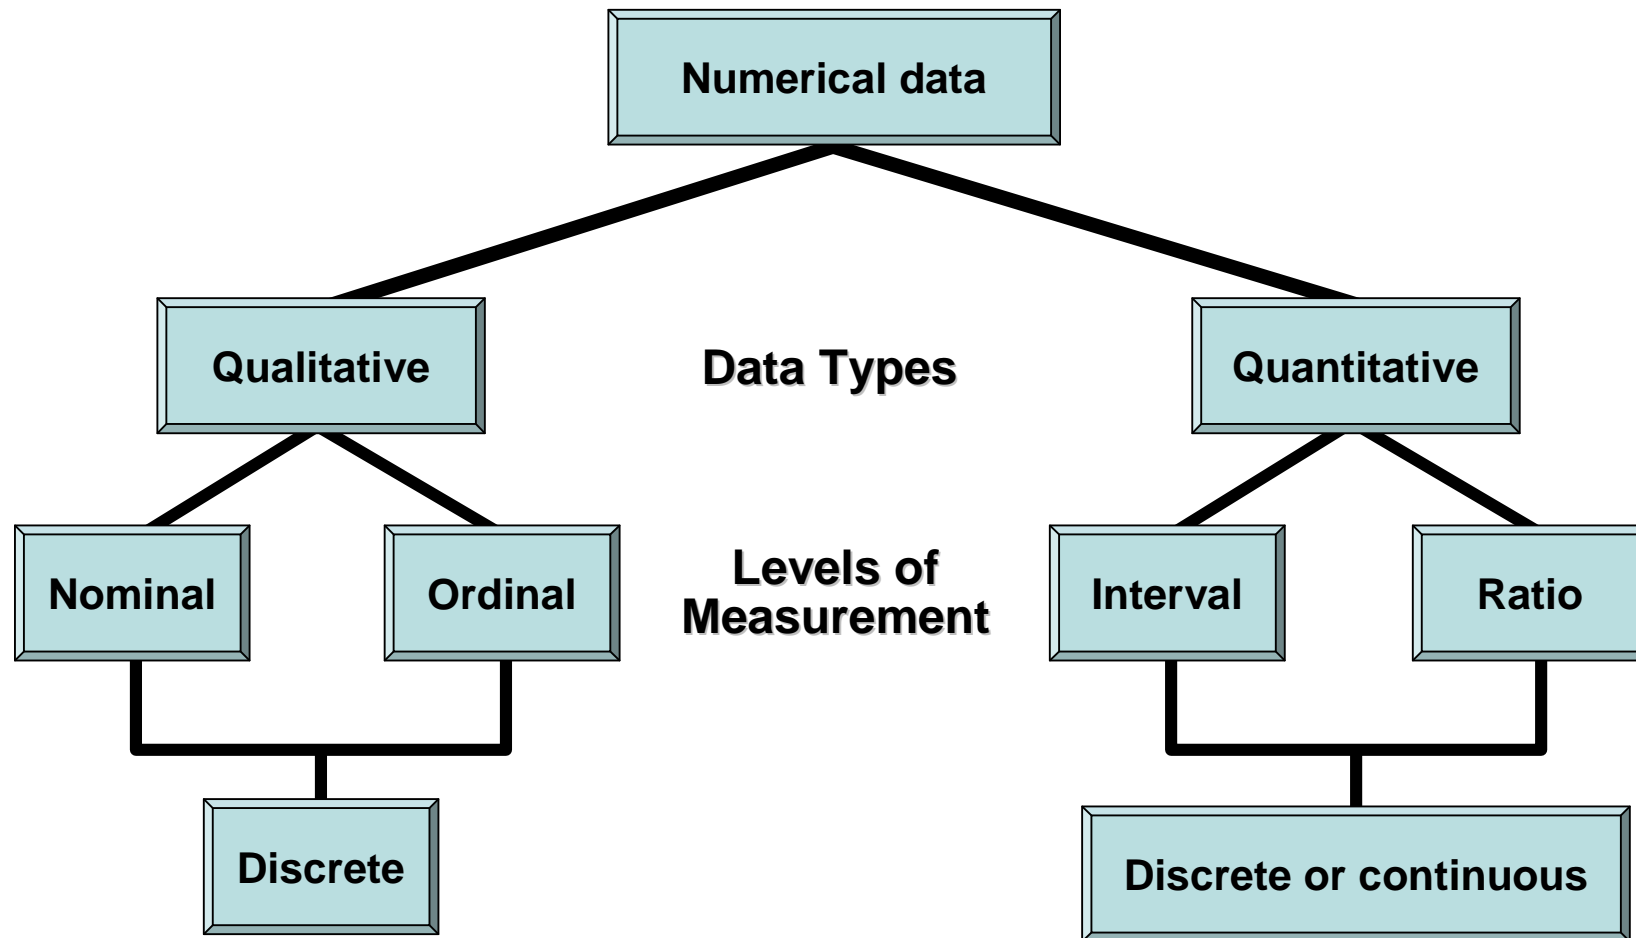 Numerical data
Qualitative
Data Types
Quantitative
Nominal
Ordinal
Levels of
Measurement
Interval
Ratio
Discrete
Discrete or continuous